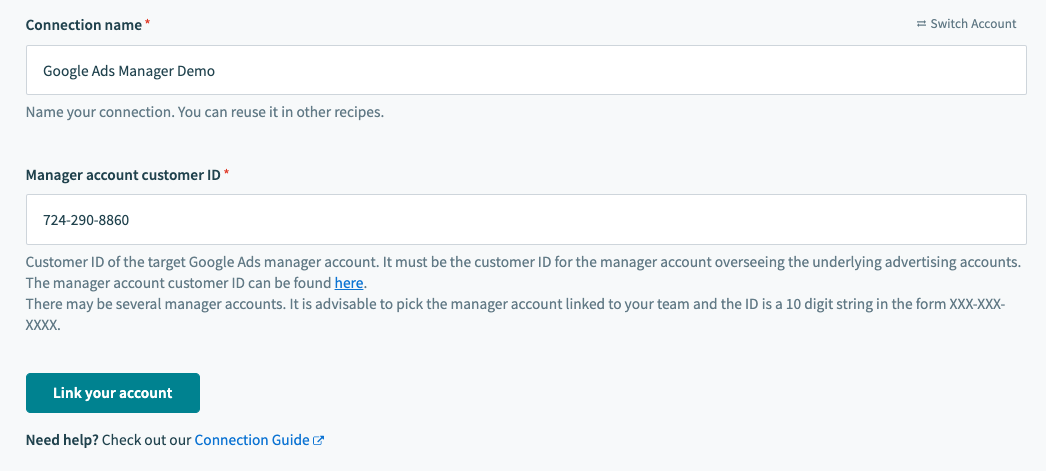 Connection name *
Switch Account
Google Ads Manager Demo
Name your connection. You can reuse it in other recipes.
Manager account customer ID *
724-290-8860
Customer ID of the target Google Ads manager account. It must be the customer ID for the manager account overseeing the underlying advertising accounts.
The manager account customer ID can be found here.
There may be several manager accounts. It is advisable to pick the manager account linked to your team and the ID is a 10 digit string in the form XXX-XXX-
XXXX.
Link your account
Need help? Check out our Connection Guide